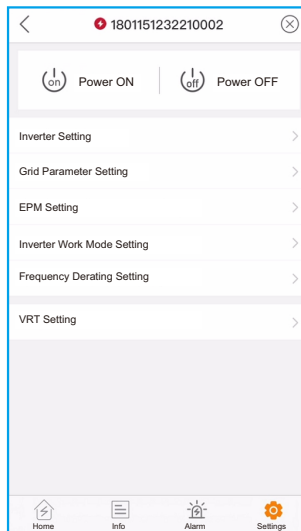 1801151232210002
on Power ON off Power OFF
Inverter Setting
Grid Parameter Setting
EPM Setting
Inverter Work Mode Setting
Frequency Derating Setting
VRT Setting
Home Info Alarm Settings